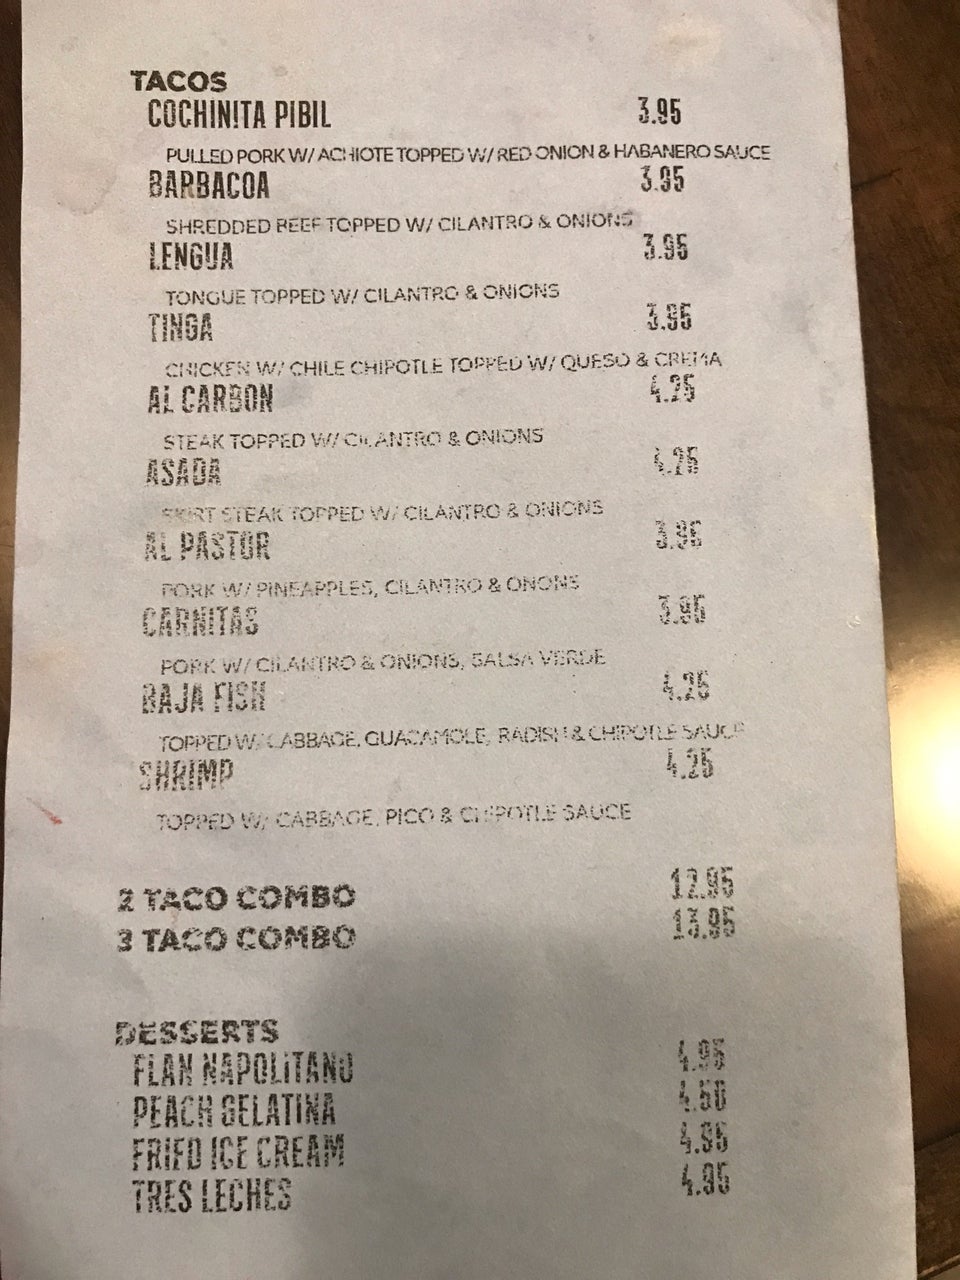 TACOS
COCHINITA PIBIL 3.95
PULLED PORK W/ ACHIOTE TOPPED W/ RED ONION & HABANERO SAUCE
BARBACOA 3.95
SHREDDED BEEF TOPPED W/ CILANTRO & ONIONS
LENGUA 3.95
TONGUE TOPPED W/ CILANTRO & ONIONS
TINGA 3.95
CHICKEN W/ CHILE CHIPOTLE TOPPED W/ QUESO & CREMA
AL CARBON 4.25
STEAK TOPPED W/ CILANTRO & ONIONS
ASADA 4.25
SKIRT STEAK TOPPED W/ CILANTRO & ONIONS
AL PASTOR 3.95
PORK W/ PINEAPPLES, CILANTRO & ONONS
CARNITAS 3.95
PORK W/ CILANTRO & ONIONS, SALSA VERDE
BAJA FISH 4.25
TOPPED W/ CABBAGE, GUACAMOLE, RADISH & CHIPOTLE SAUCE
SHRIMP 4.25
TOPPED W/ CABBAGE, PICO & CHIPOTLE SAUCE
2 TACO COMBO 12.95
3 TACO COMBO 13.95
DESSERTS
FLAN NAPOLITANO 4.95
PEACH GELATINA 4.50
FRIED ICE CREAM 4.95
TRES LECHES 4.95